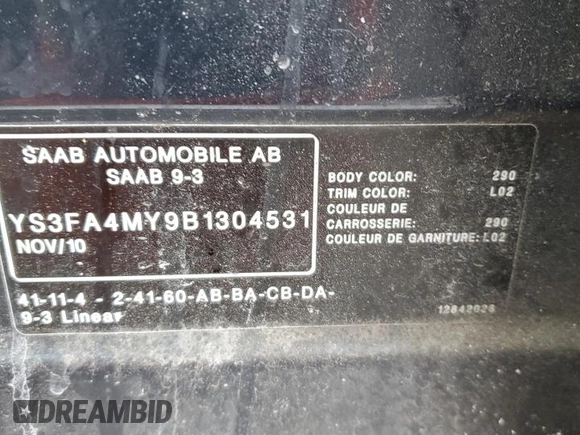 SAAB AUTOMOBILE AB
SAAB 9-3
YS3FA4MY9B1304531
NOV/10
41-11-4 - 2-41-60-AB-BA-CB-DA-
9-3 Linear
BODY COLOR: 290
TRIM COLOR: L02
COULEUR DE
CARROSSERIE: 290
COULEUR DE GARNITURE: L02
12842026
DREAMBID